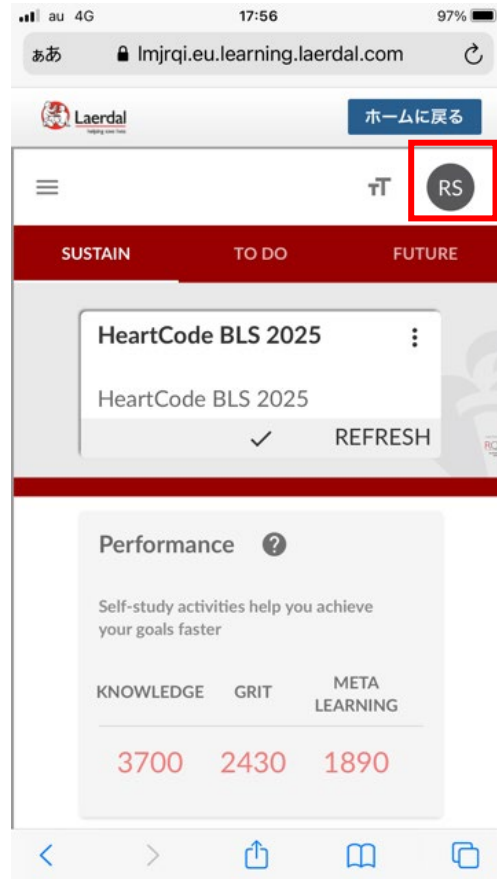 au 4G 17:56 97%
ぁあ lmjrqi.eu.learning.laerdal.com
Laerdal
helping save lives
ホームに戻る
TT RS
SUSTAIN TO DO FUTURE
HeartCode BLS 2025
HeartCode BLS 2025
REFRESH
Performance ?
Self-study activities help you achieve
your goals faster
KNOWLEDGE GRIT META
LEARNING
3700 2430 1890